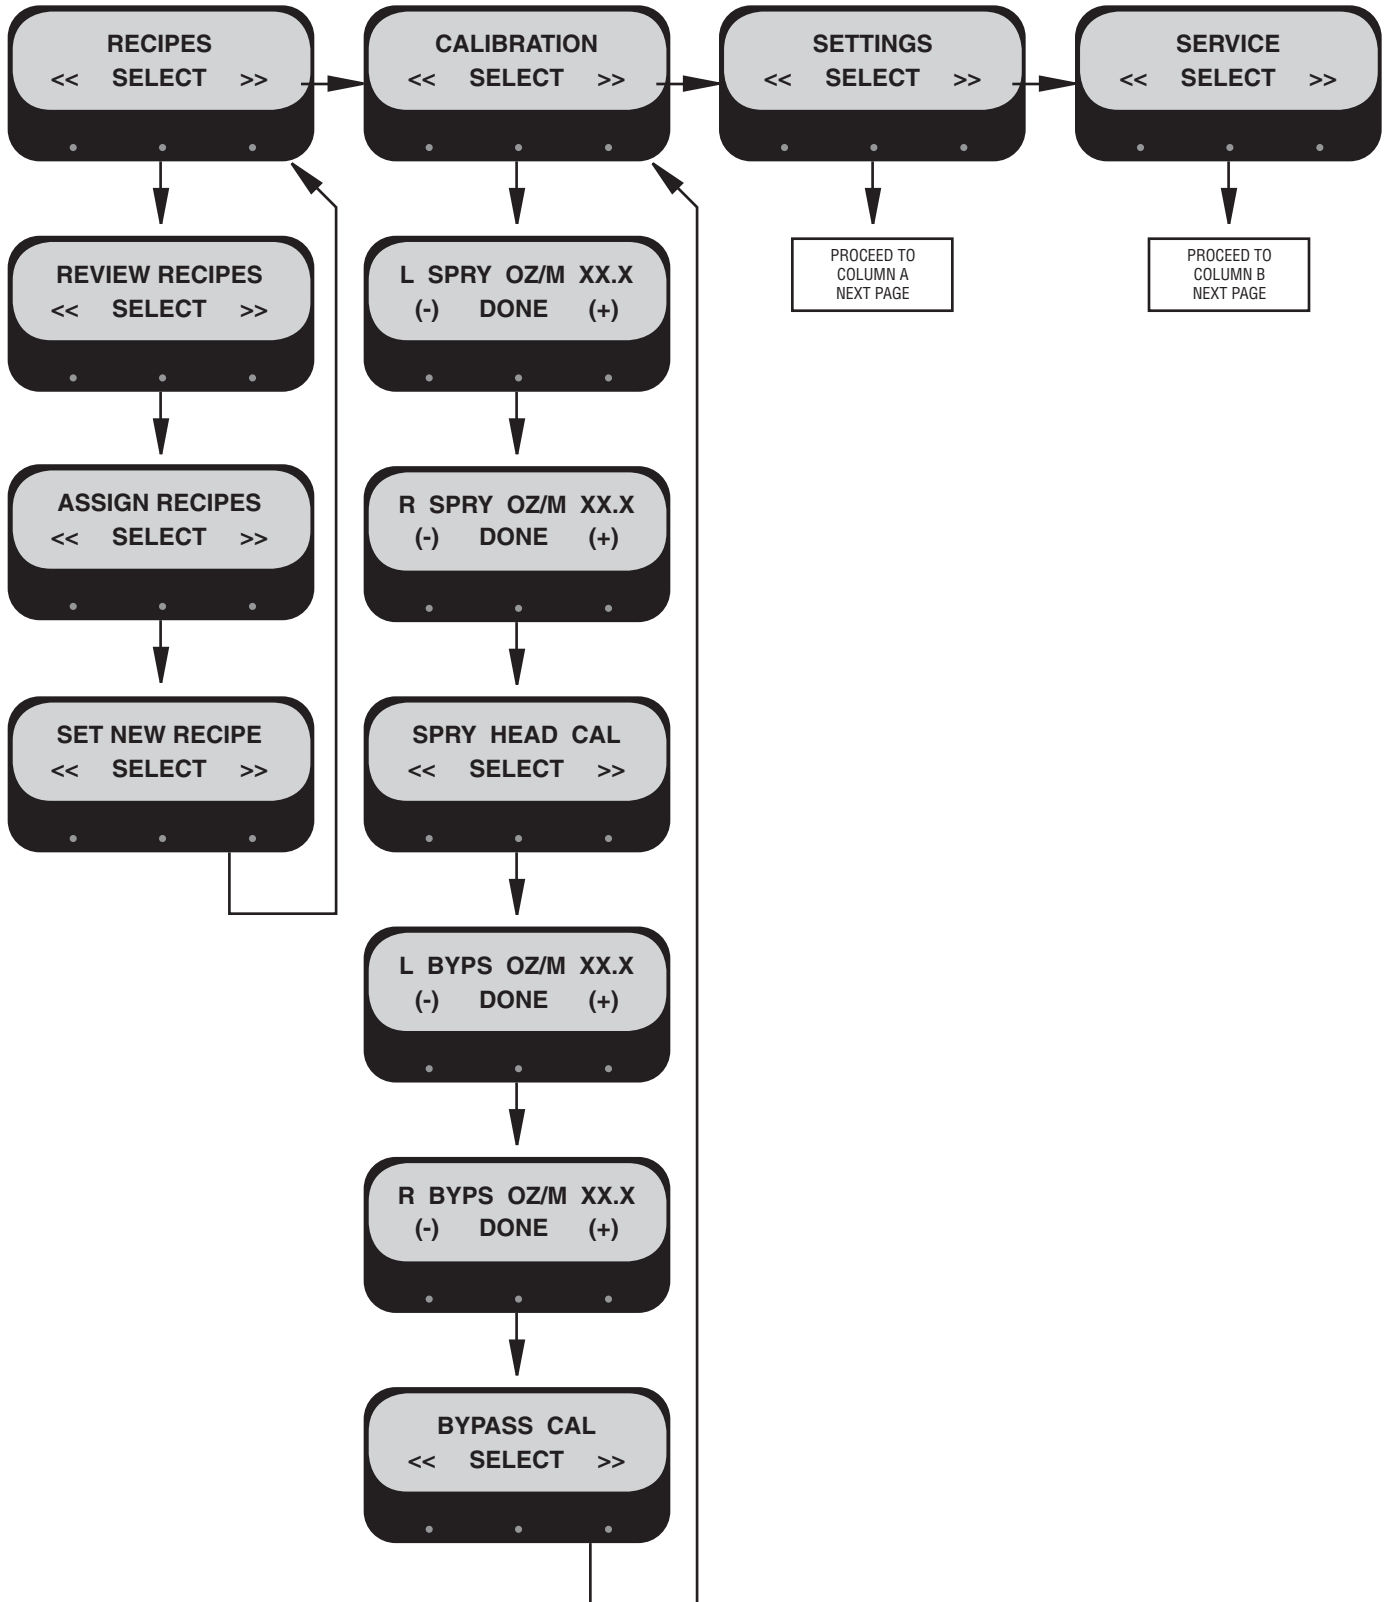 RECIPES
<< SELECT >>
REVIEW RECIPES
<< SELECT >>
ASSIGN RECIPES
<< SELECT >>
SET NEW RECIPE
<< SELECT >>
CALIBRATION
<< SELECT >>
L SPRY OZ/M XX.X
(-) DONE (+)
R SPRY OZ/M XX.X
(-) DONE (+)
SPRY HEAD CAL
<< SELECT >>
L BYPS OZ/M XX.X
(-) DONE (+)
R BYPS OZ/M XX.X
(-) DONE (+)
BYPASS CAL
<< SELECT >>
SETTINGS
<< SELECT >>
PROCEED TO
COLUMN A
NEXT PAGE
SERVICE
<< SELECT >>
PROCEED TO
COLUMN B
NEXT PAGE